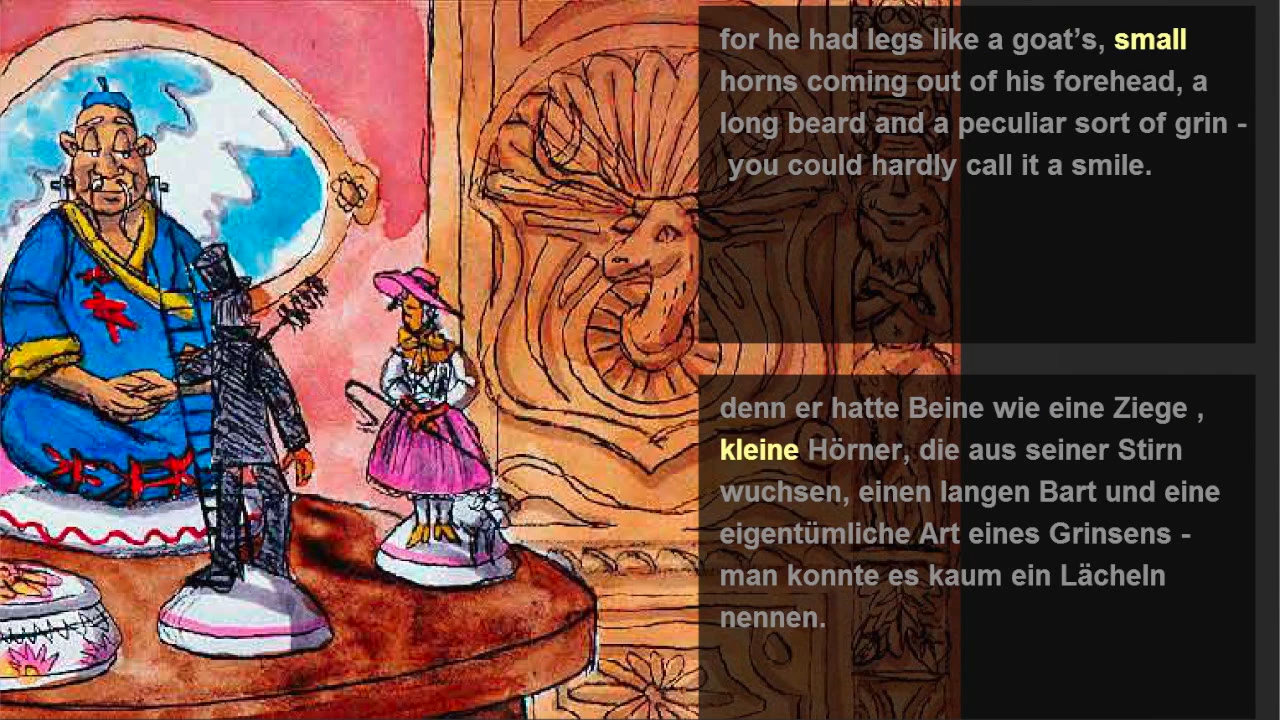 for he had legs like a goat’s, small
horns coming out of his forehead, a
long beard and a peculiar sort of grin -
you could hardly call it a smile.
denn er hatte Beine wie eine Ziege ,
kleine Hörner, die aus seiner Stirn
wuchsen, einen langen Bart und eine
eigentümliche Art eines Grinsens -
man konnte es kaum ein Lächeln
nennen.